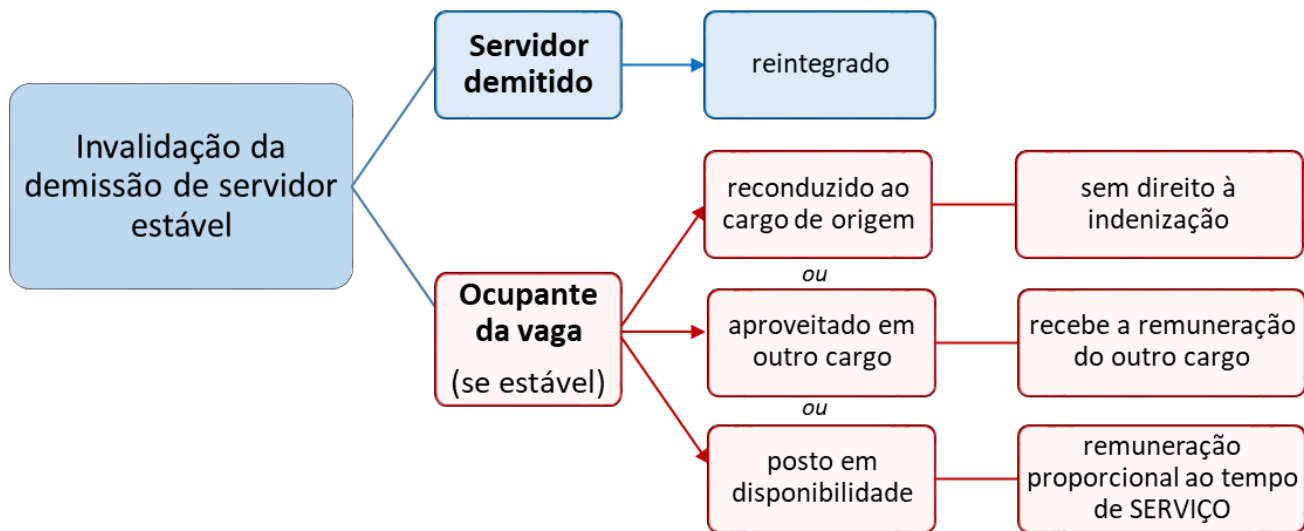 Invalidação da
demissão de servidor
estável
Servidor
demitido
reintegrado
Ocupante
da vaga
(se estável)
reconduzido ao
cargo de origem
sem direito à
indenização
ou
aproveitado em
outro cargo
recebe a remuneração
do outro cargo
ou
posto em
disponibilidade
remuneração
proporcional ao tempo
de SERVIÇO